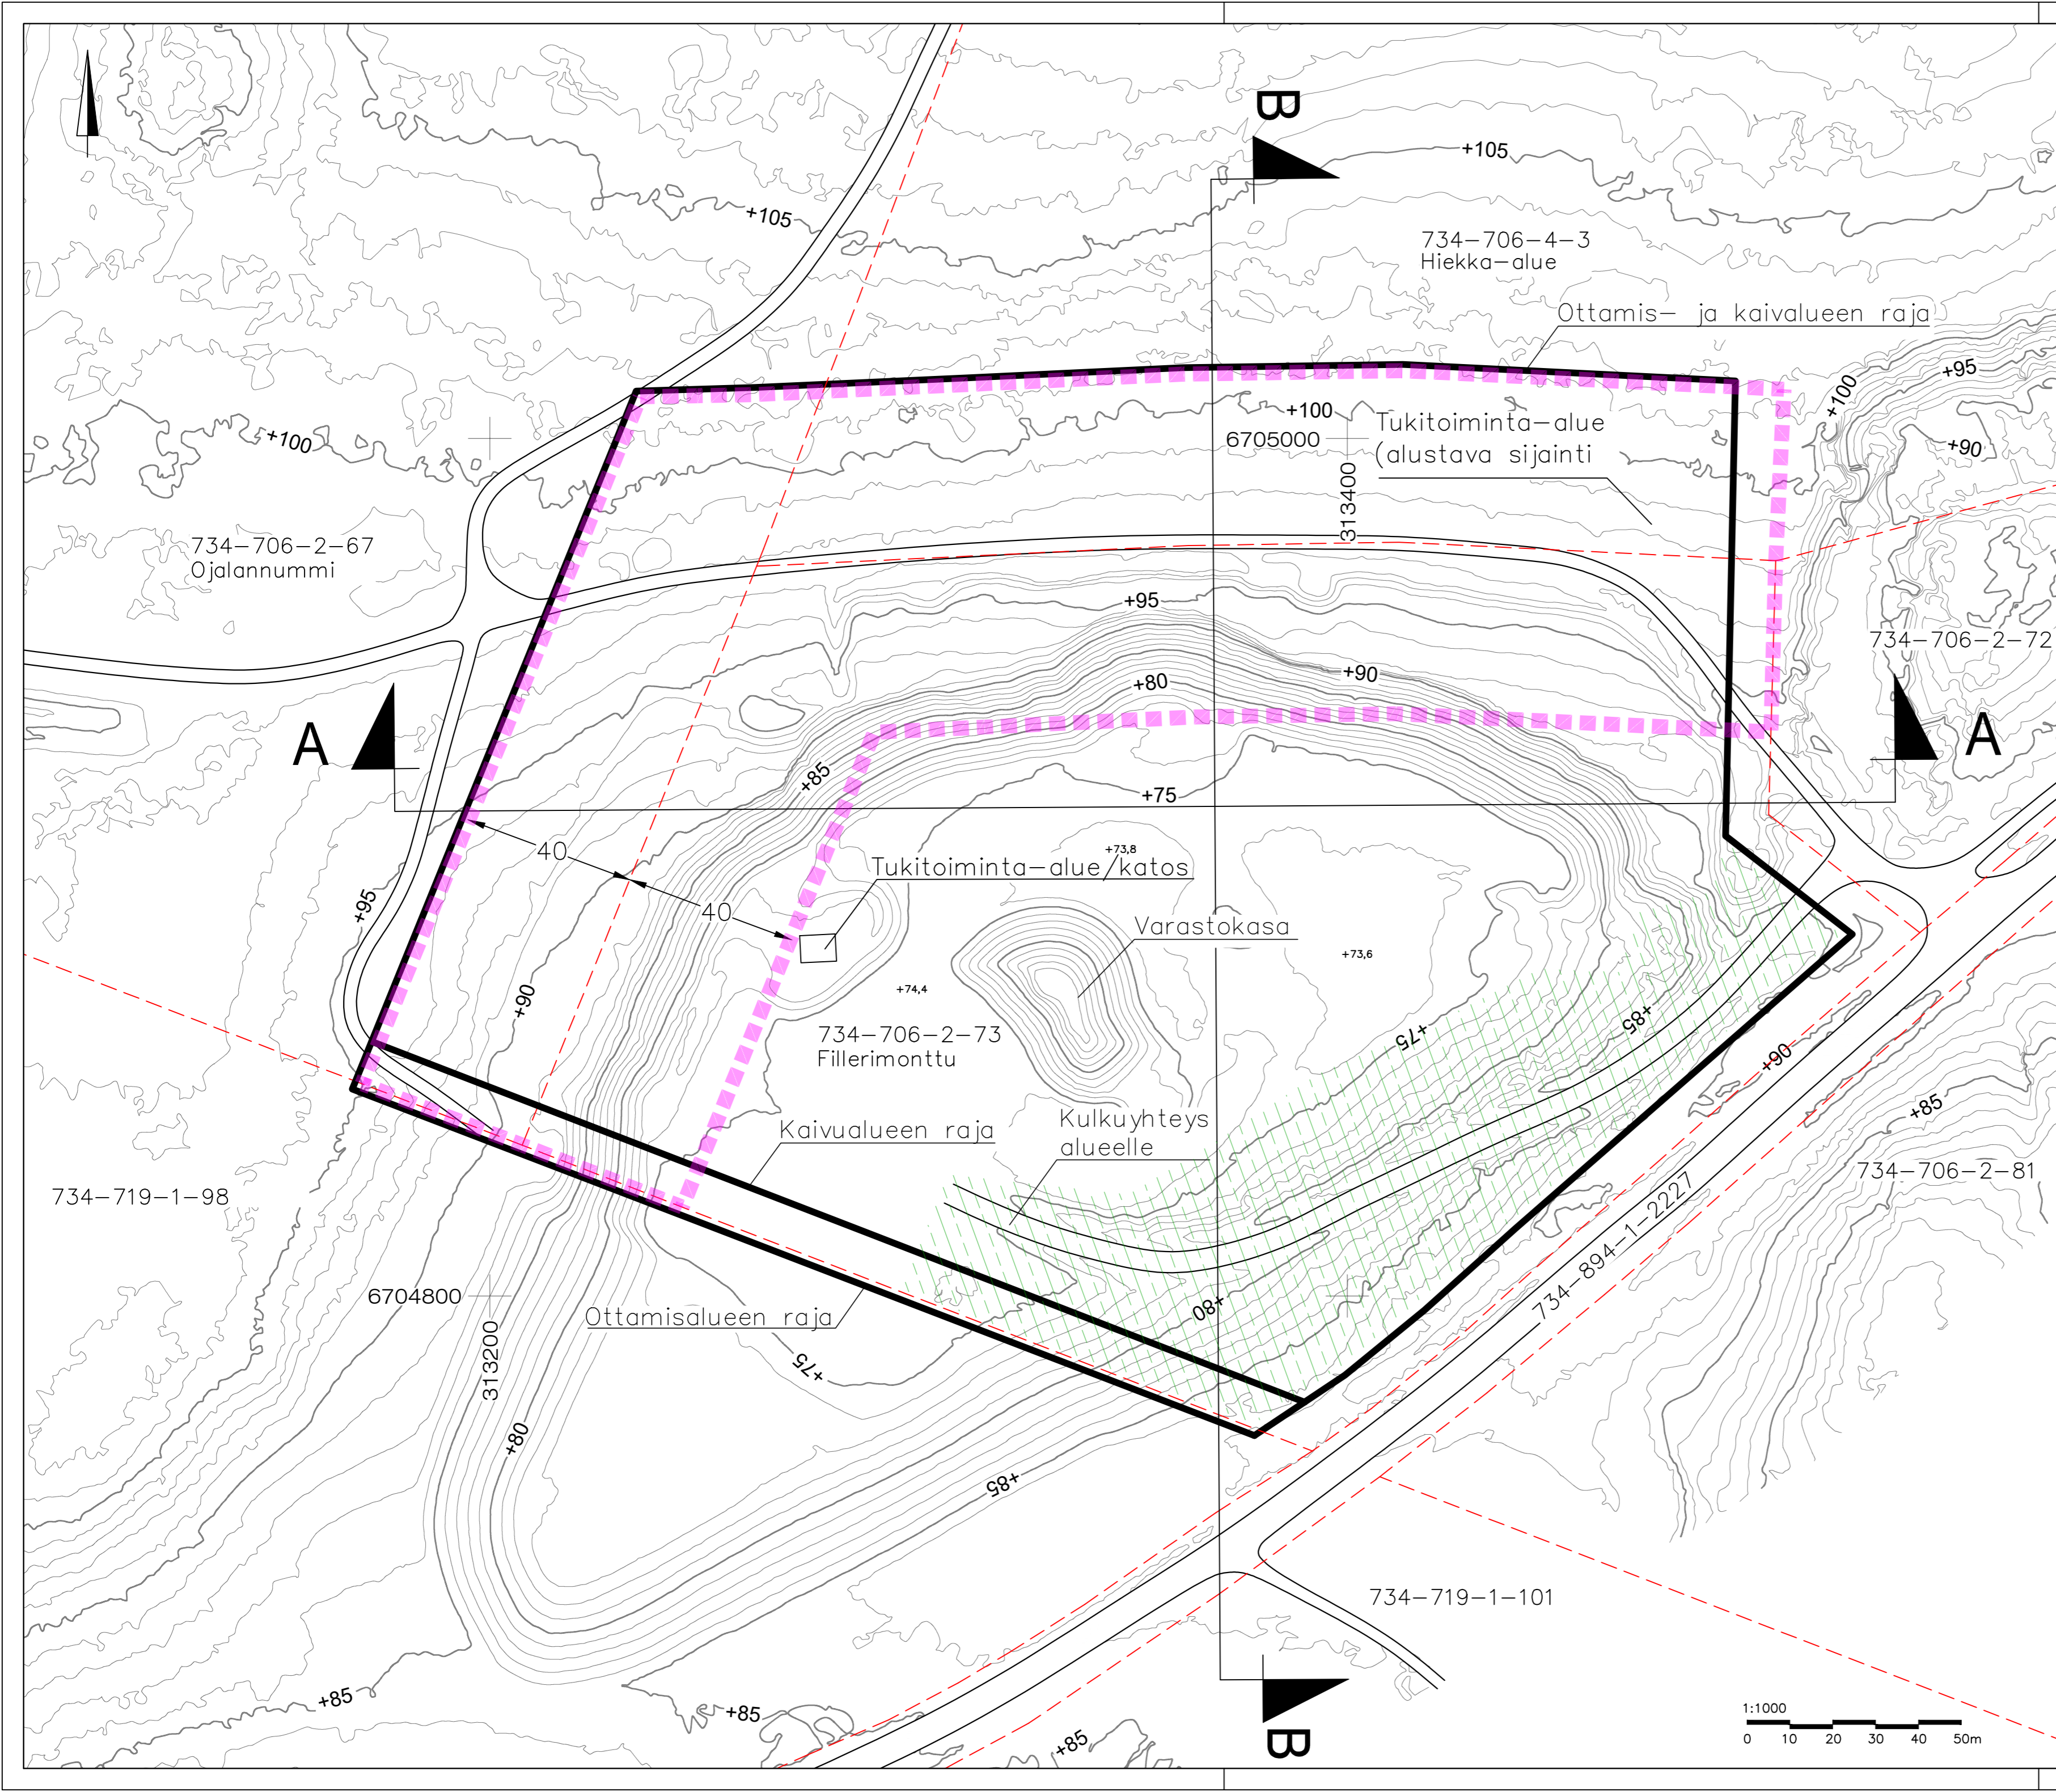 B
+105
+105
734-706-4-3
Hiekka-alue
Ottamis- ja kaivalueen raja
+95
+100
+100
Tukitoiminta-alue
(alustava sijainti
6705000
313400
+100
+90
734-706-2-67
Ojalannummi
+95
734-706-2-72
+90
+80
A
A
+85
+75
40
+73,8
Tukitoiminta-alue/katos
+95
40
Varastokasa
+73,6
+74,4
+90
734-706-2-73
Fillerimonttu
+75
+85
+90
Kulkuyhteys
alueelle
Kaivualueen raja
+85
734-706-2-81
734-719-1-98
734-894-1-2227
6704800
313200
Ottamisalueen raja
+80
+75
+80
+85
734-719-1-101
+85
+85
+85
B
1:1000
0 10 20 30 40 50m